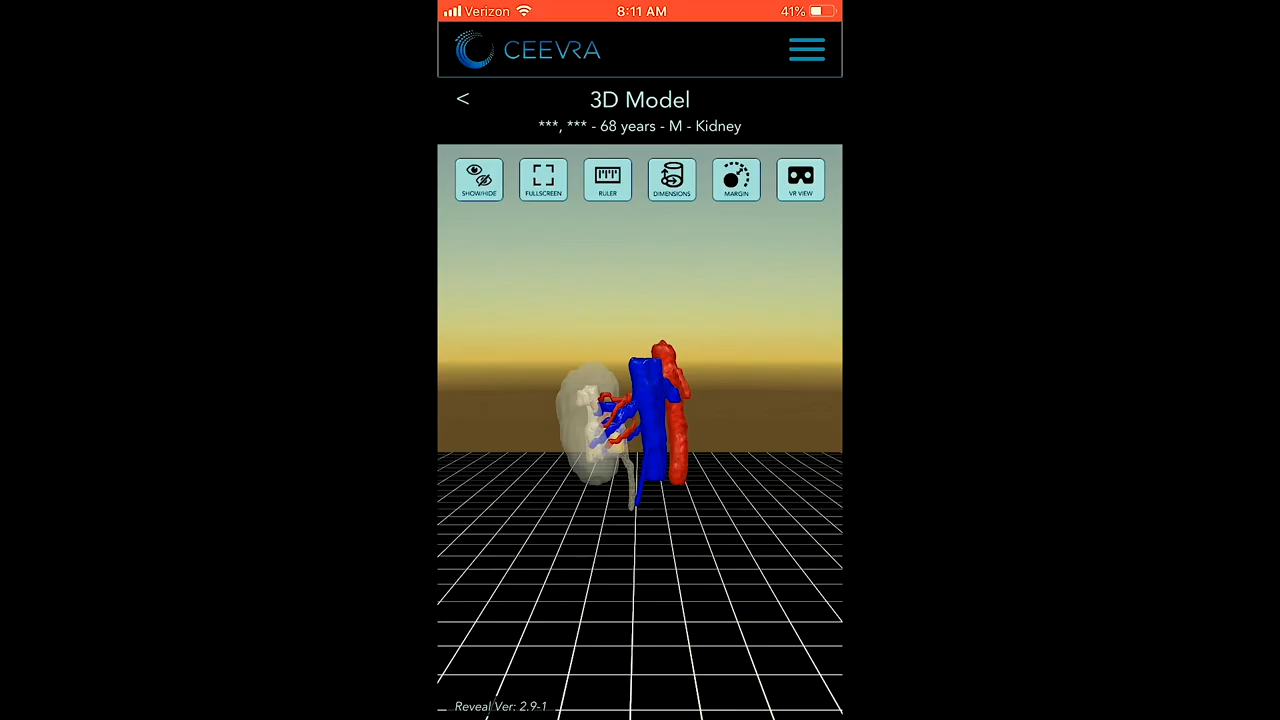 Verizon 8:11 AM 41%
CEEVRA
< 3D Model
***, *** - 68 years - M - Kidney
SHOW/HIDE FULLSCREEN RULER DIMENSIONS MARGIN VR VIEW
Reveal Ver: 2.9-1